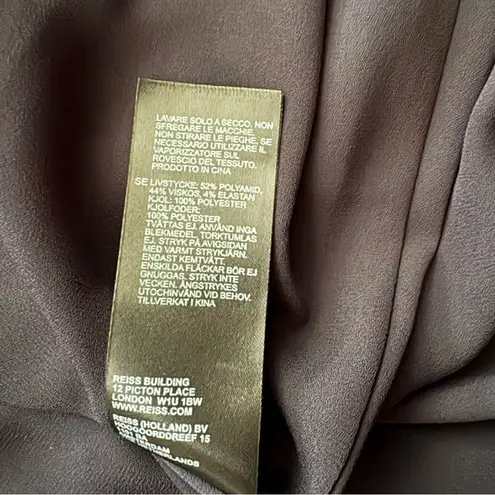 LAVARE SOLO A SECCO. NON
SFREGARE LE MACCHIE.
NON STIRARE LE PIEGHE. SE
NECESSARIO UTILIZZARE IL
VAPORIZZATORE SUL
ROVESCIO DEL TESSUTO.
PRODOTTO IN CINA
SE LIVSTYCKE: 52% POLYAMID,
44% VISKOS, 4% ELASTAN
KJOL: 100% POLYESTER
KJOLFODER:
100% POLYESTER
TVÄTTAS EJ. ANVÄND INGA
BLEKMEDEL. TORKTUMLAS
EJ. STRYK PÅ AVIGSIDAN
MED VARMT STRYKJÄRN.
ENDAST KEMTVÄTT.
ENSKILDA FLÄCKAR BÖR EJ
GNUGGAS. STRYK INTE
VECKEN. ÅNGSTRYKES
UTOCHINVÄND VID BEHOV.
TILLVERKAT I KINA
REISS BUILDING
12 PICTON PLACE
LONDON W1U 1BW
WWW.REISS.COM
REISS (HOLLAND) BV
HOOGOORDDREEF 15
BA